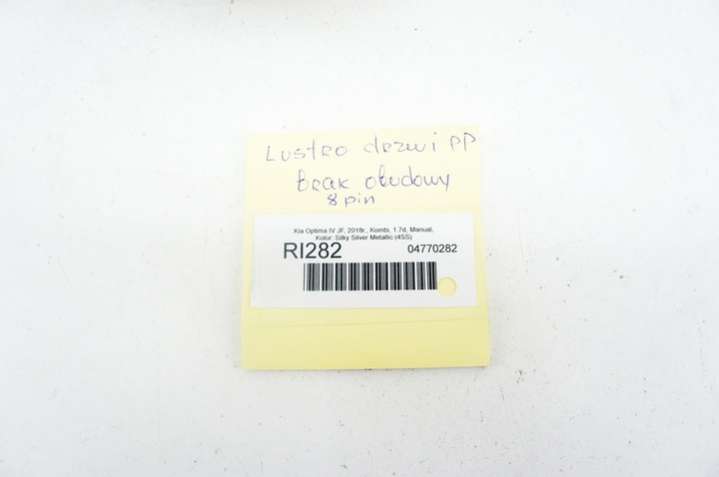 Lustro drzwi PP
Brak obudowy
8 pin
Kia Optima IV JF, 2018r., Kombi, 1.7d, Manual,
Kolor: Silky Silver Metallic (4SS)
RI282 04770282